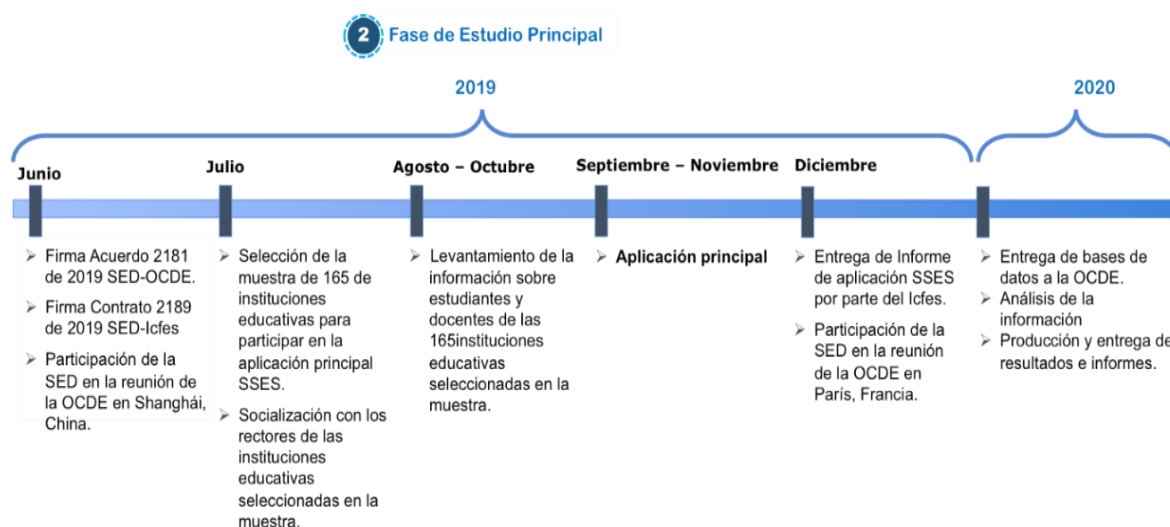 2 Fase de Estudio Principal
2019
2020
Junio
Julio
Agosto – Octubre
Septiembre – Noviembre
Diciembre
➢ Firma Acuerdo 2181
de 2019 SED-OCDE.
➢ Firma Contrato 2189
de 2019 SED-Icfes
➢ Participación de la
SED en la reunión de
la OCDE en Shanghái,
China.
➢ Selección de la
muestra de 165 de
instituciones
educativas para
participar en la
aplicación principal
SSES.
➢ Socialización con los
rectores de las
instituciones
educativas
seleccionadas en la
muestra.
➢ Levantamiento de la
información sobre
estudiantes y
docentes de las
165instituciones
educativas
seleccionadas en la
muestra.
➢ Aplicación principal
➢ Entrega de Informe
de aplicación SSES
por parte del Icfes.
➢ Participación de la
SED en la reunión
de la OCDE en
París, Francia.
➢ Entrega de bases de
datos a la OCDE.
➢ Análisis de la
información
➢ Producción y entrega de
resultados e informes.